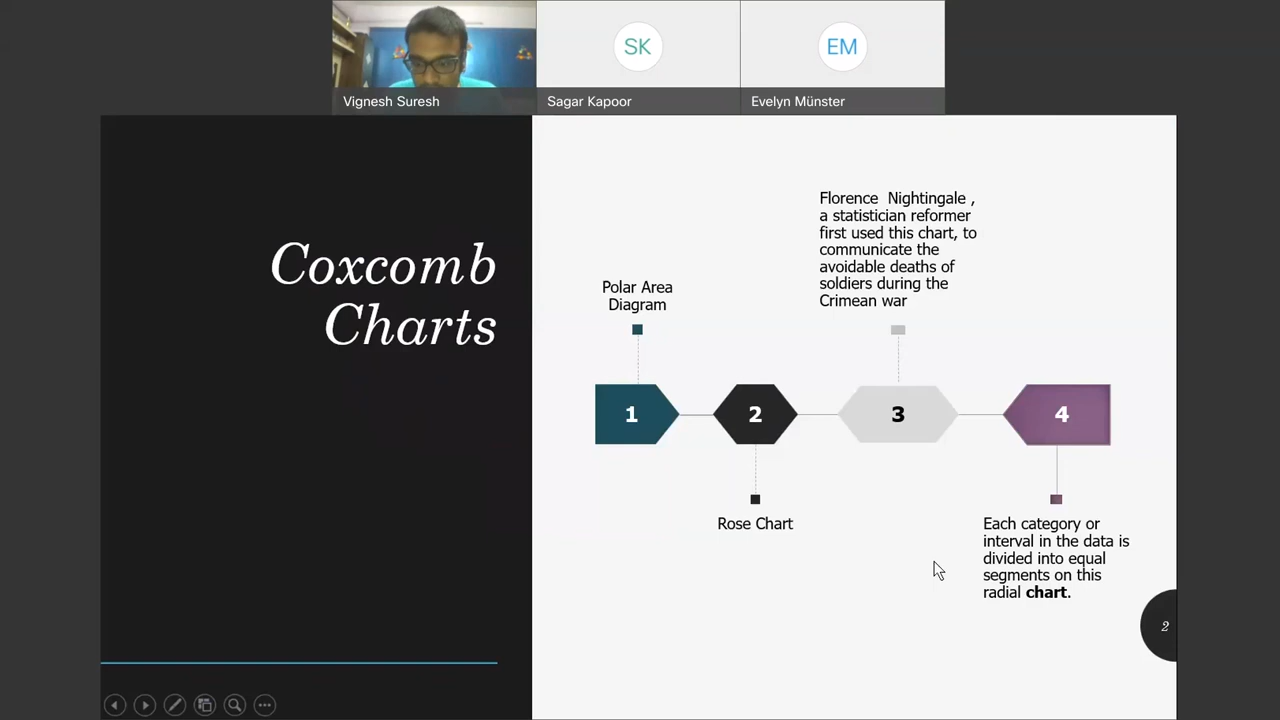 SK
EM
Vignesh Suresh
Sagar Kapoor
Evelyn Münster
Coxcomb
Charts
Polar Area
Diagram
Florence Nightingale ,
a statistician reformer
first used this chart, to
communicate the
avoidable deaths of
soldiers during the
Crimean war
1
2
3
4
Rose Chart
Each category or
interval in the data is
divided into equal
segments on this
radial chart.
2